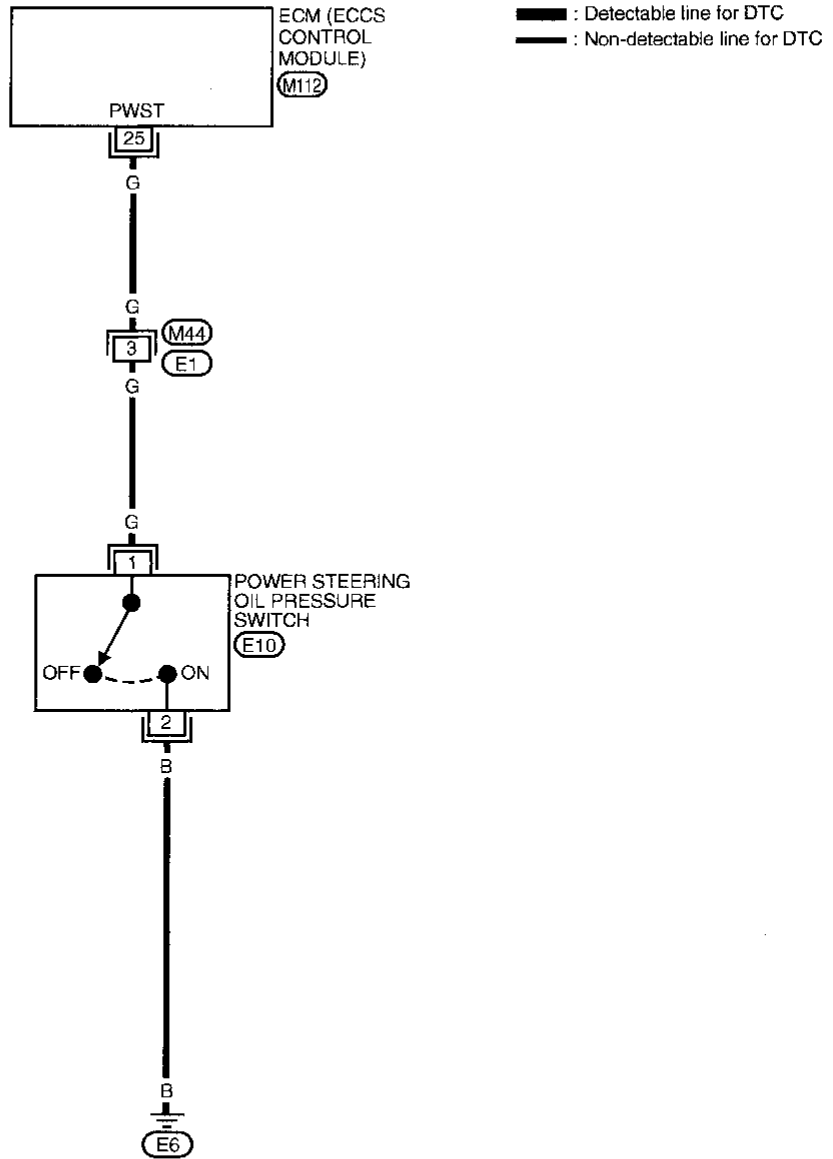 ECM (ECCS
CONTROL
MODULE)
M112
: Detectable line for DTC
: Non-detectable line for DTC
PWST
25
G
G
M44
3
E1
G
G
1
POWER STEERING
OIL PRESSURE
SWITCH
E10
OFF
ON
2
B
B
E6